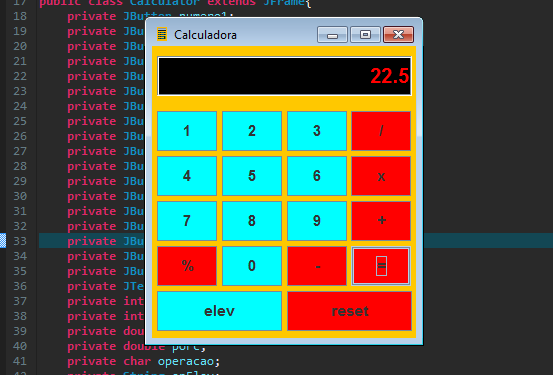 17 public class Calculator extends JFrame{
18 private JButton numero1;
19 private JBu
20 private JBu
21 private JBu
22 private JBu
23 private JBu
24 private JBu
25 private JBu
26 private JBu
27 private JBu
28 private JBu
29 private JBu
30 private JBu
31 private JBu
32 private JBu
33 private JBu
34 private JBu
35 private JBu
36 private JTe
37 private int
38 private int
39 private dou
40 private double porc;
41 private char operacao;
42 private String
Calculadora
22.5
1 2 3 /
4 5 6 x
7 8 9 +
% 0 - =
elev reset